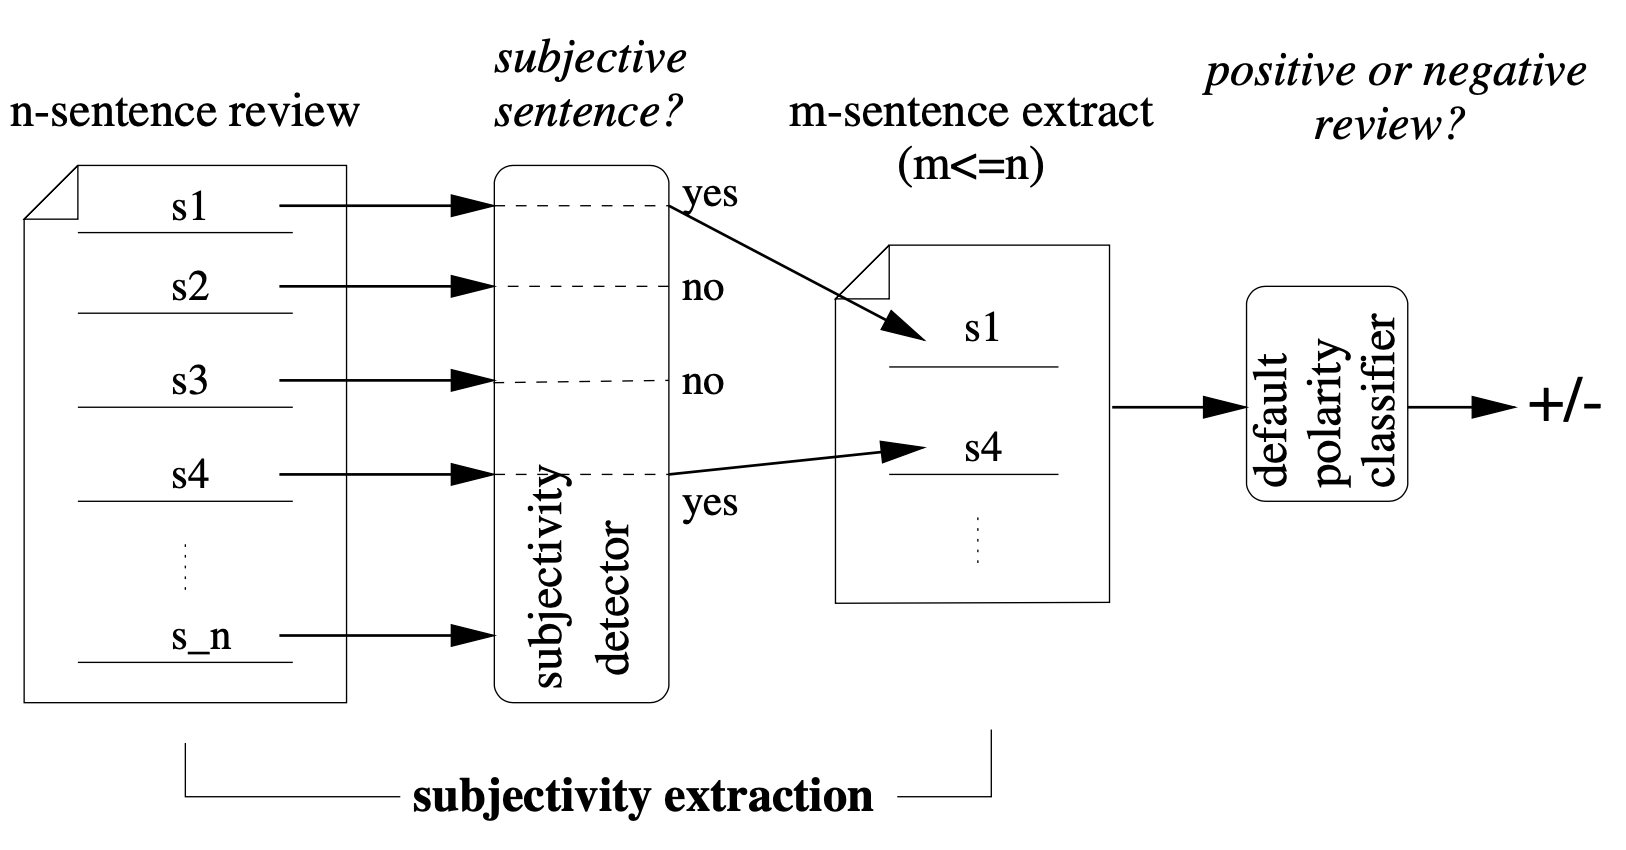 n-sentence review
s1
s2
s3
s4
s_n
subjective
sentence?
subjectivity
detector
yes
no
no
yes
m-sentence extract
(m<=n)
s1
s4
positive or negative
review?
default
polarity
classifier
+/-
subjectivity extraction